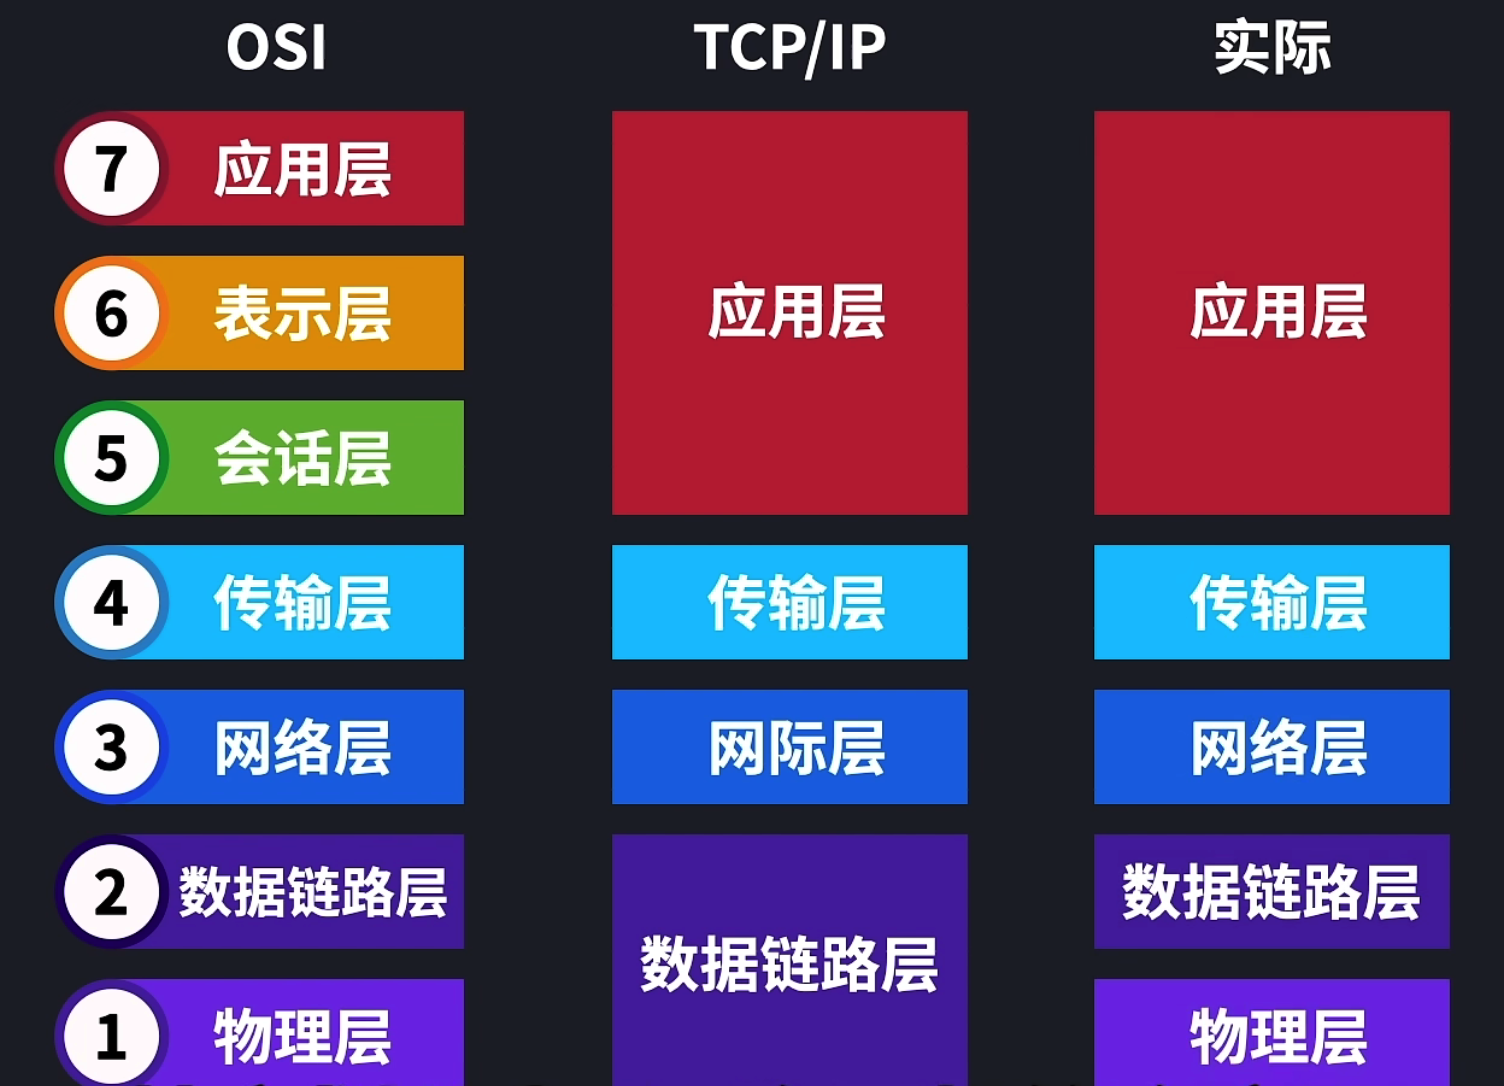 OSI
TCP/IP
实际
7 应用层
6 表示层
5 会话层
4 传输层
3 网络层
2 数据链路层
1 物理层
应用层
传输层
网际层
数据链路层
应用层
传输层
网络层
数据链路层
物理层